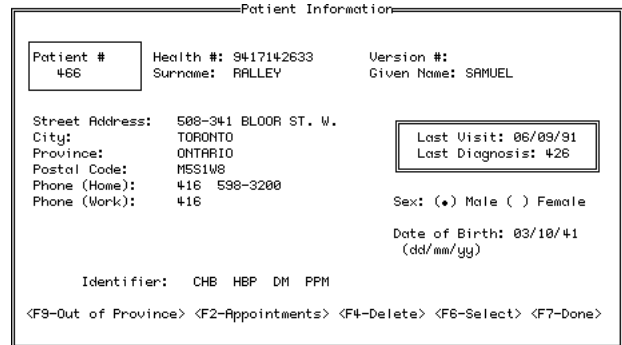 Patient Information
Patient # Health #: 9417142633 Version #:
466 Surname: RALLEY Given Name: SAMUEL
Street Address: 508-341 BLOOR ST. W.
City: TORONTO Last Visit: 06/09/91
Province: ONTARIO Last Diagnosis: 426
Postal Code: M5S1W8
Phone (Home): 416 598-3200
Phone (Work): 416 Sex: (•) Male ( ) Female
Date of Birth: 03/10/41
(dd/mm/yy)
Identifier: CHB HBP DM PPM
<F9-Out of Province> <F2-Appointments> <F4-Delete> <F6-Select> <F7-Done>